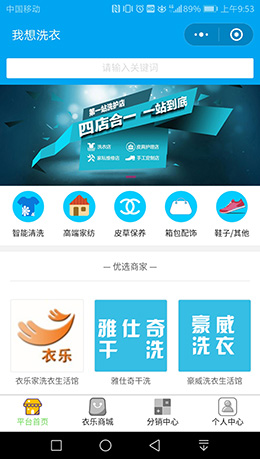 中国移动 89% 上午9:53
我想洗衣
请输入关键词
第一站洗护店
四店合一 一站到底
洗衣店 皮具护理店
家纺维修店 手工定制店
智能清洗 高端家纺 皮草保养 箱包配饰 鞋子/其他
— 优选商家 —
衣乐 雅仕奇干洗 豪威洗衣
衣乐家洗衣生活馆 雅仕奇干洗 豪威洗衣生活馆
平台首页 衣乐商城 分销中心 个人中心